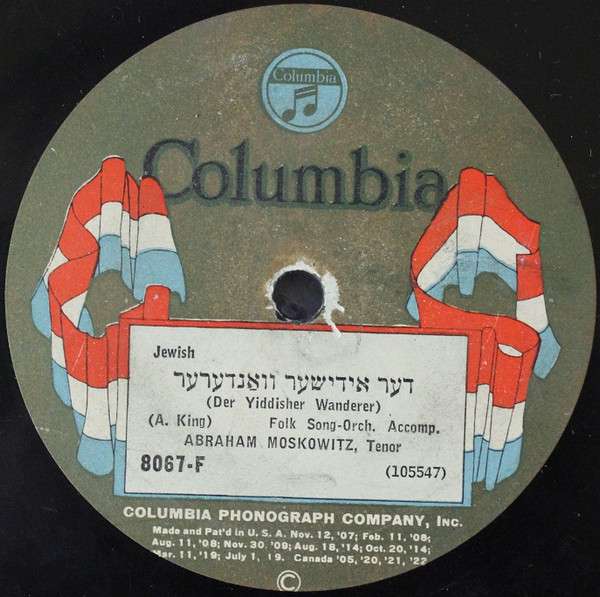 Columbia
Columbia
Jewish
דער אידישער וואַנדערער
(Der Yiddisher Wanderer)
(A. King) Folk Song-Orch. Accomp.
ABRAHAM MOSKOWITZ, Tenor
8067-F (105547)
COLUMBIA PHONOGRAPH COMPANY, Inc.
Made and Pat'd in U. S. A. Nov. 12, '07; Feb. 11, '08;
Aug. 11, '08; Nov. 30, '09; Aug. 18, '14; Oct. 20, '14;
Mar. 11, '19; July 1, 19. Canada '05, '20, '21, '22
©